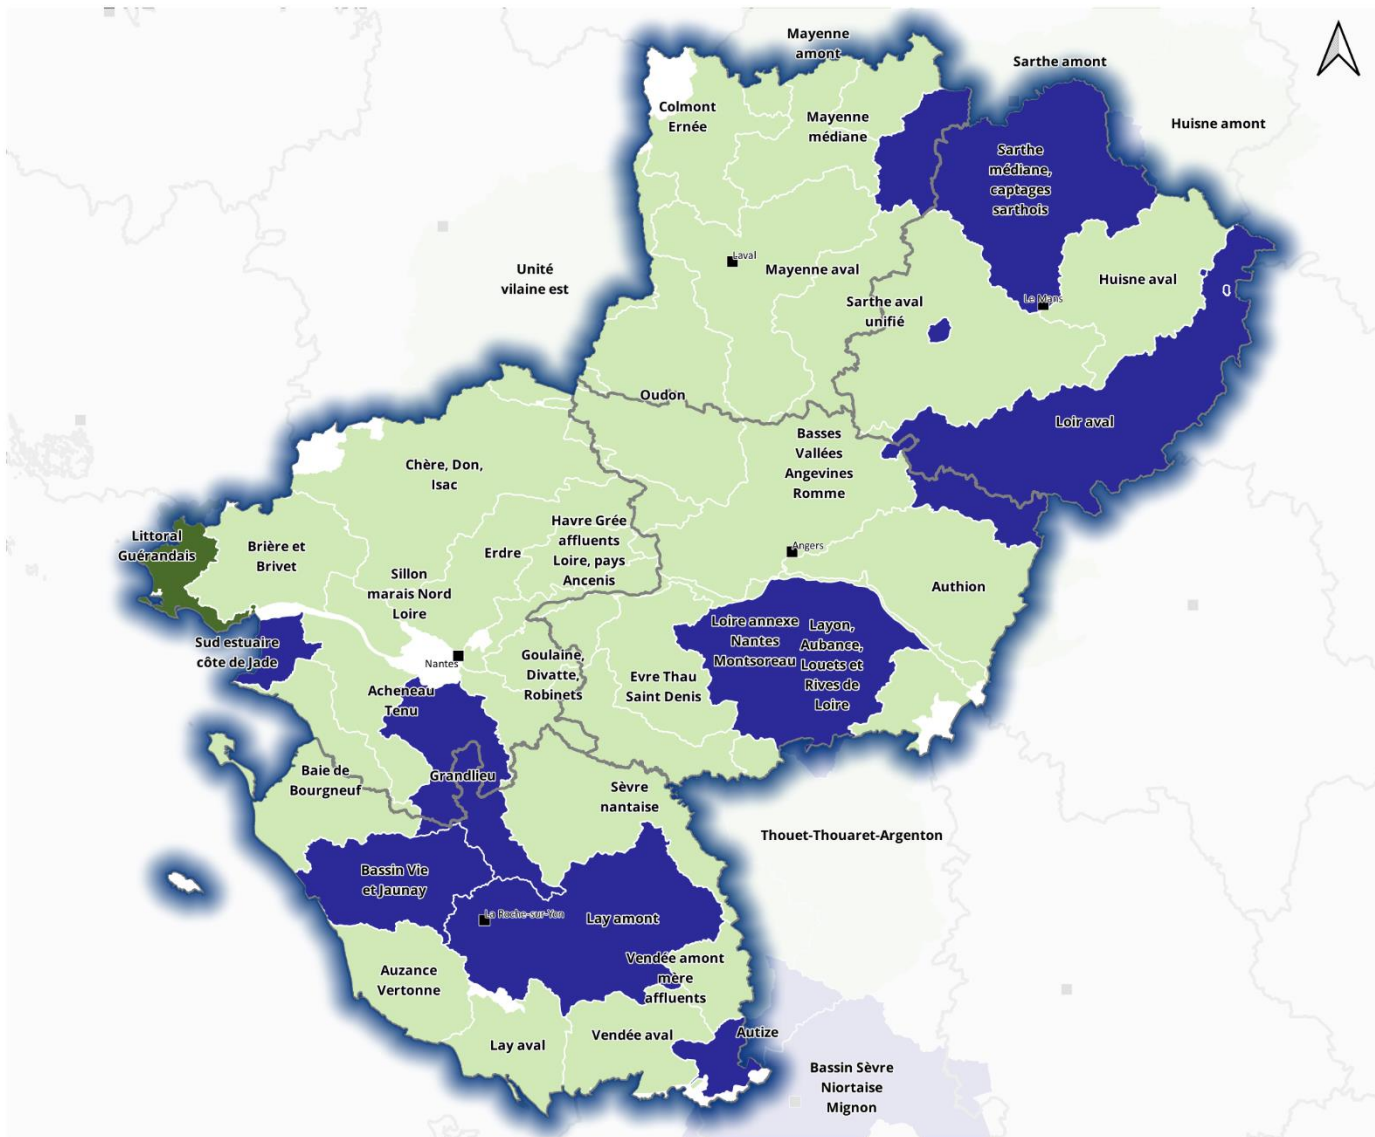 Mayenne
amont
Sarthe amont
Huisne amont
Colmont
Ernée
Mayenne
médiane
Sarthe
médiane,
captages
sarthois
Unité
vilaine est
Laval
Mayenne aval
Huisne aval
Sarthe aval
unifié
Le Mans
Oudon
Loir aval
Basses
Vallées
Angevines
Romme
Chère, Don,
Isac
Littoral
Guérandais
Brière et
Brivet
Erdre
Havre Grée
affluents
Loire, pays
Ancenis
Angers
Sillon
marais Nord
Loire
Authion
Sud estuaire
côte de Jade
Nantes
Goulaine,
Divatte,
Robinets
Loire annexe
Nantes
Montsoreau
Layon,
Aubance,
Louets et
Rives de
Loire
Evre Thau
Saint Denis
Acheneau
Tenu
Baie de
Bourgneuf
Grandlieu
Sèvre
nantaise
Thouet-Thouaret-Argenton
Bassin Vie
et Jaunay
La Roche-sur-Yon
Lay amont
Auzance
Vertonne
Vendée amont
mère
affluents
Lay aval
Vendée aval
Autize
Bassin Sèvre
Niortaise
Mignon